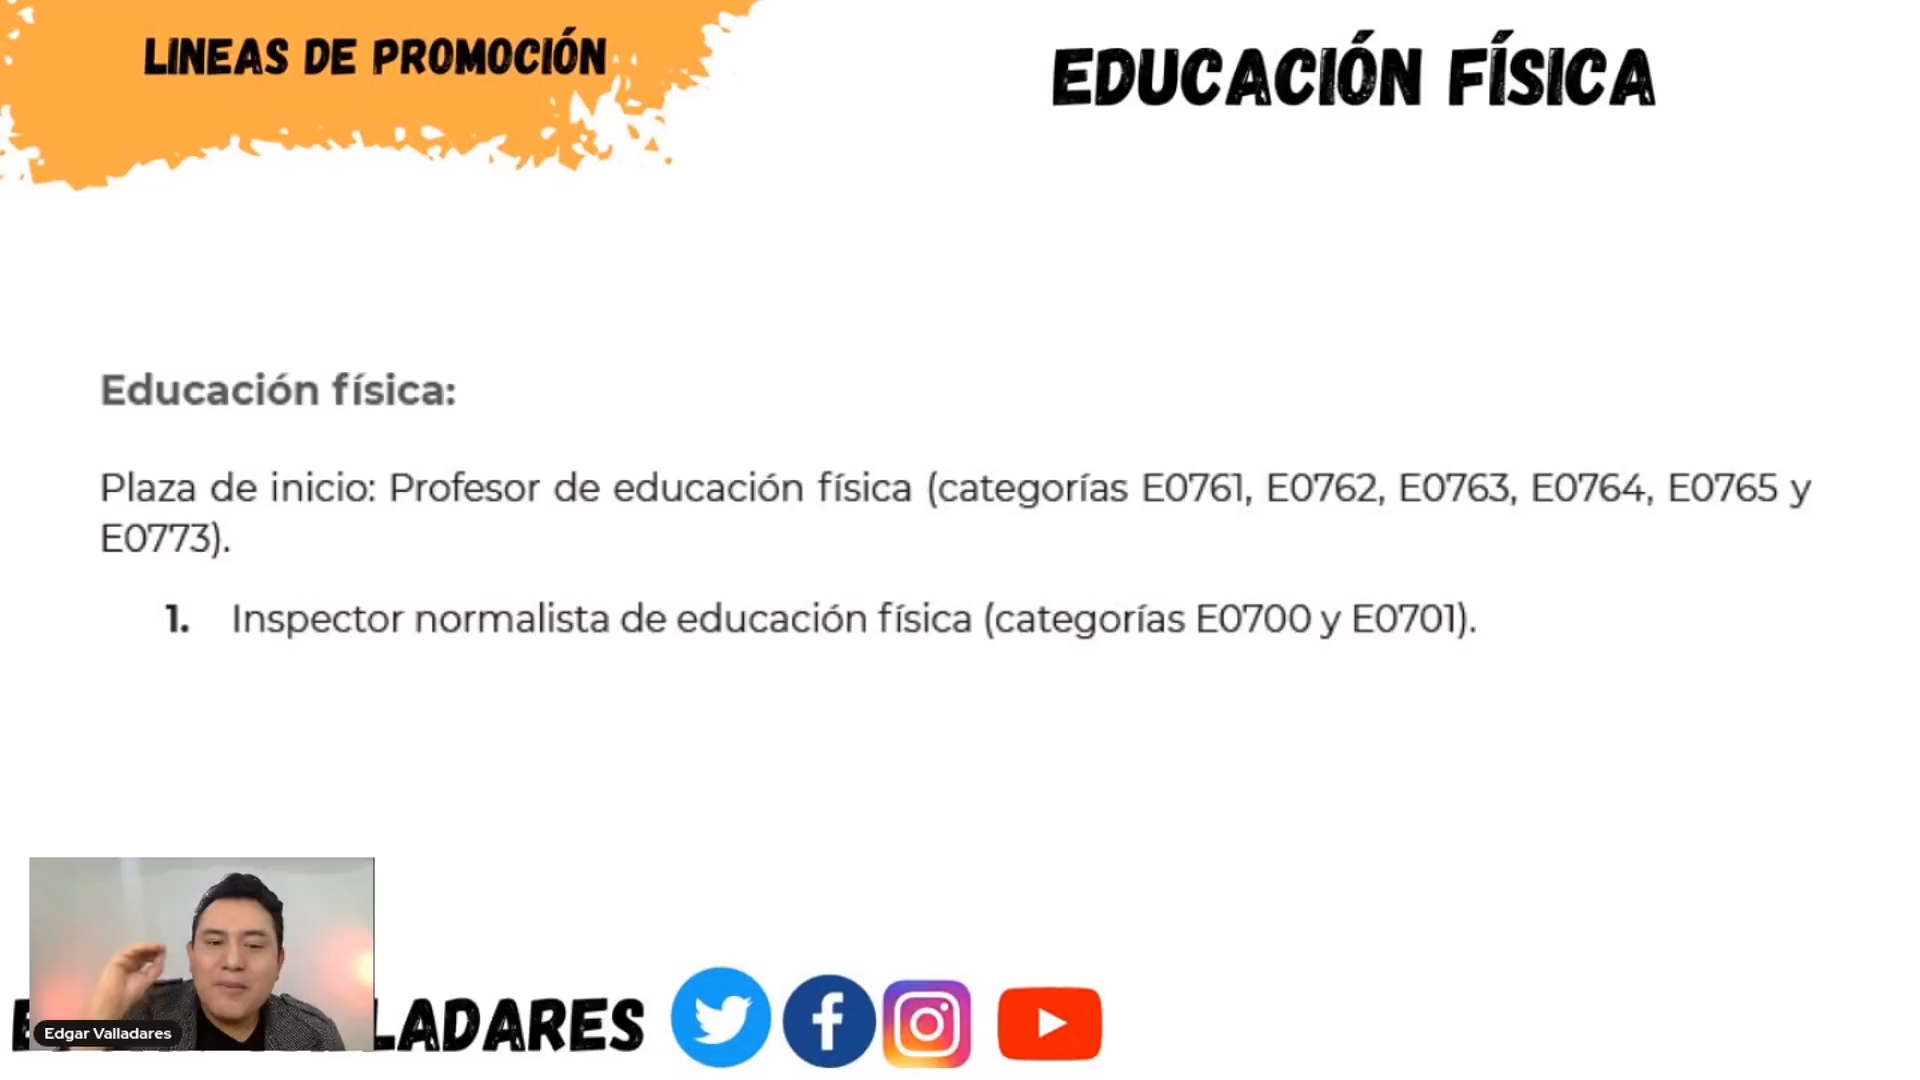 LINEAS DE PROMOCIÓN
EDUCACIÓN FÍSICA
Educación física:
Plaza de inicio: Profesor de educación física (categorías E0761, E0762, E0763, E0764, E0765 y
E0773).
1. Inspector normalista de educación física (categorías E0700 y E0701).
Edgar Valladares
LADARES